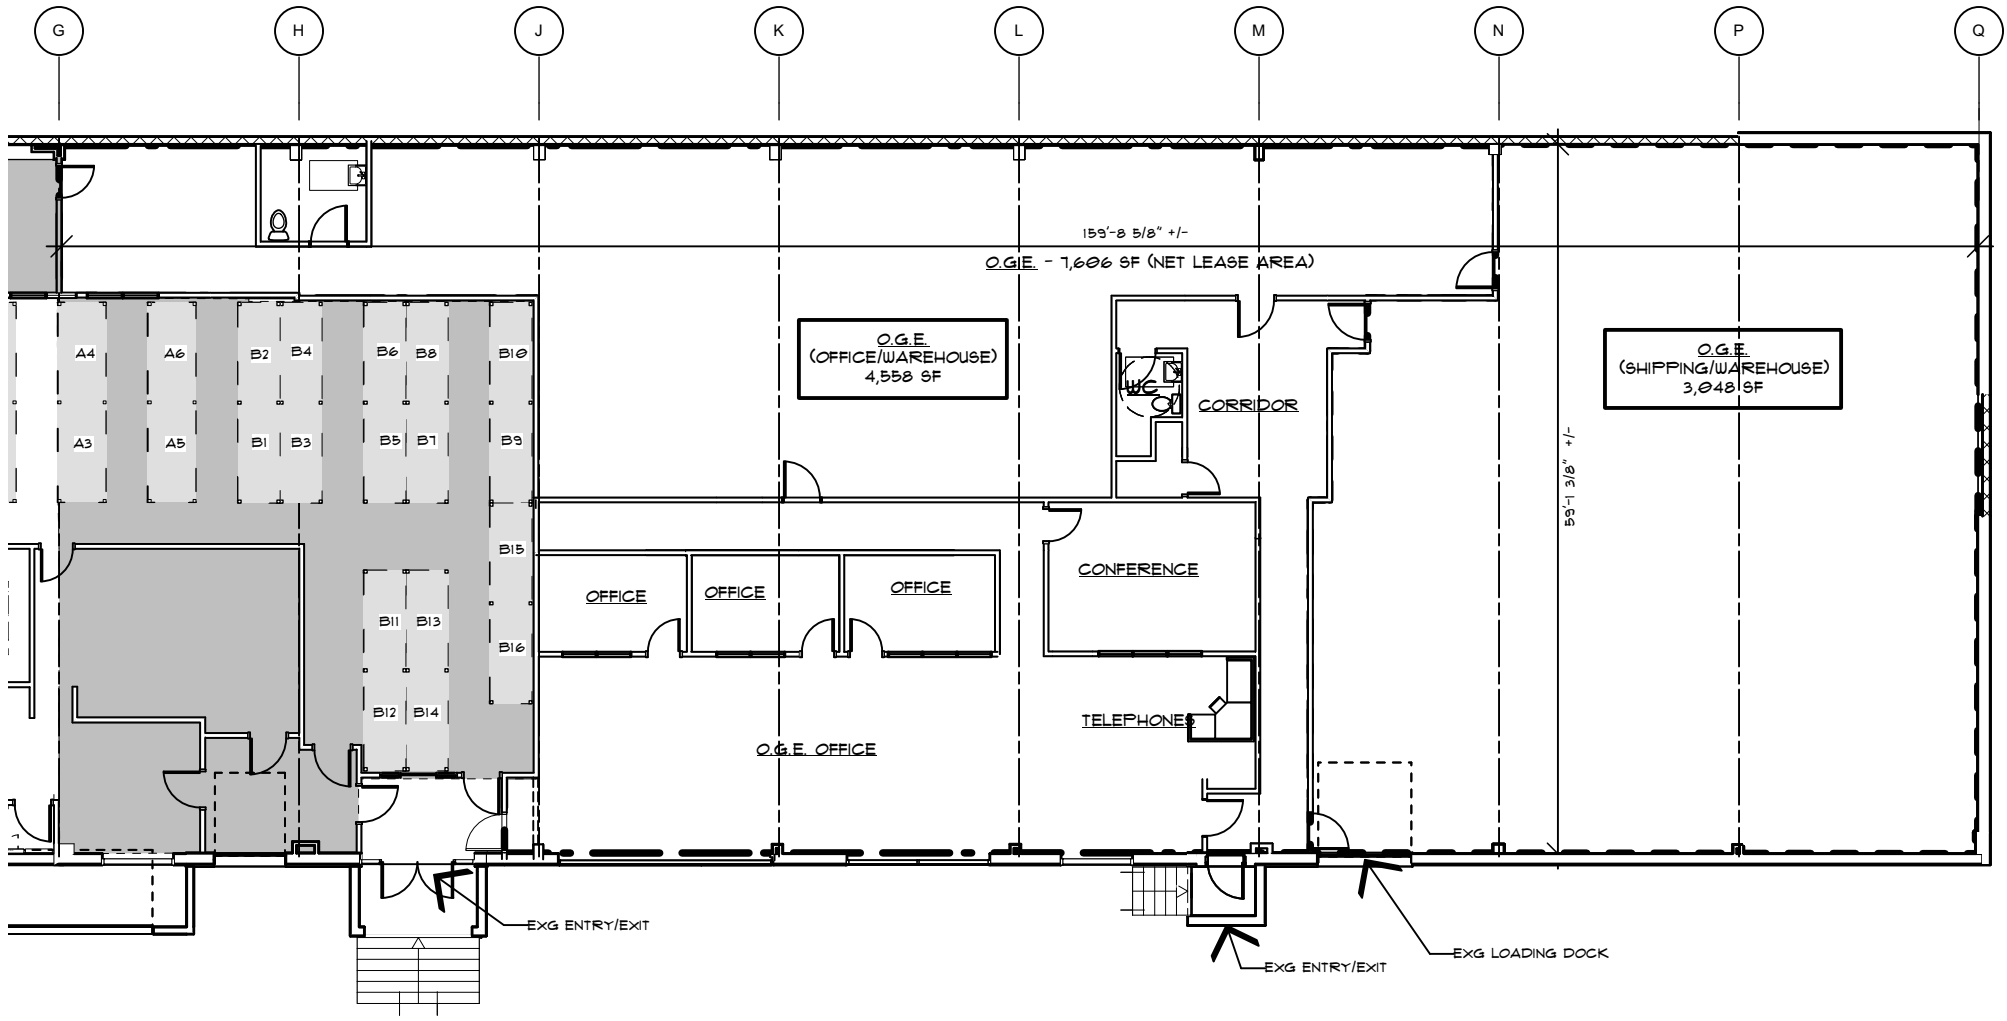 G H J K L M N P Q
159'-8 5/8" +/-
O.G.E. - 7,606 SF (NET LEASE AREA)
O.G.E.
(OFFICE/WAREHOUSE)
4,558 SF
O.G.E.
(SHIPPING/WAREHOUSE)
3,048 SF
A4 A6 B2 B4 B6 B8 B10
WC
CORRIDOR
A3 A5 B1 B3 B5 B7 B9
59'-1 3/8" +/-
B15
CONFERENCE
OFFICE OFFICE OFFICE
B11 B13
B16
B12 B14
TELEPHONES
O.G.E. OFFICE
EXG ENTRY/EXIT
EXG LOADING DOCK
EXG ENTRY/EXIT